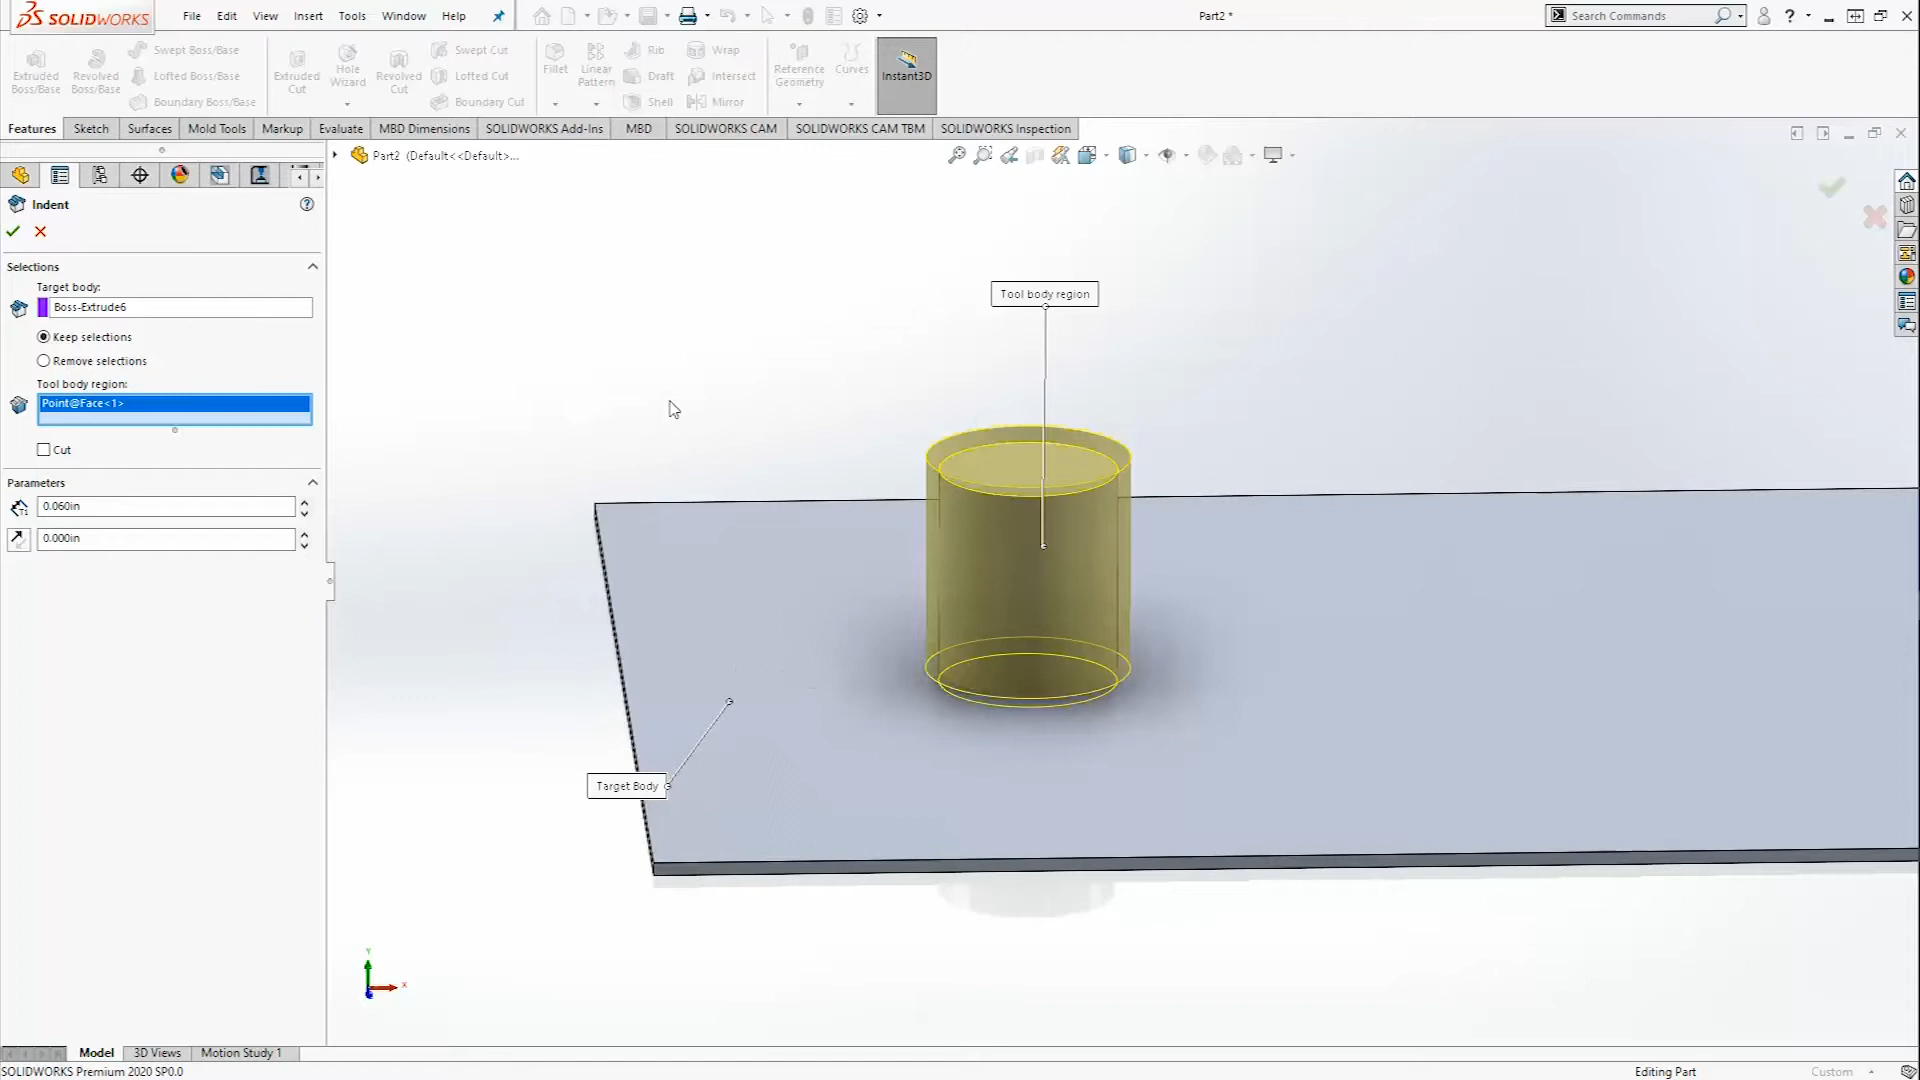 SOLIDWORKS
File Edit View Insert Tools Window Help
Part2 *
Search Commands
Extruded Boss/Base
Revolved Boss/Base
Swept Boss/Base
Lofted Boss/Base
Boundary Boss/Base
Extruded Cut
Hole Wizard
Revolved Cut
Swept Cut
Lofted Cut
Boundary Cut
Fillet
Linear Pattern
Rib
Draft
Shell
Wrap
Intersect
Mirror
Reference Geometry
Curves
Instant3D
Features Sketch Surfaces Mold Tools Markup Evaluate MBD Dimensions SOLIDWORKS Add-Ins MBD SOLIDWORKS CAM SOLIDWORKS CAM TBM SOLIDWORKS Inspection
Part2 (Default<<Default>...
Indent
Selections
Target body:
Boss-Extrude6
Keep selections
Remove selections
Tool body region:
Point@Face<1>
Cut
Parameters
0.060in
0.000in
Tool body region
Target Body
Y
X
Model 3D Views Motion Study 1
SOLIDWORKS Premium 2020 SP0.0
Editing Part
Custom